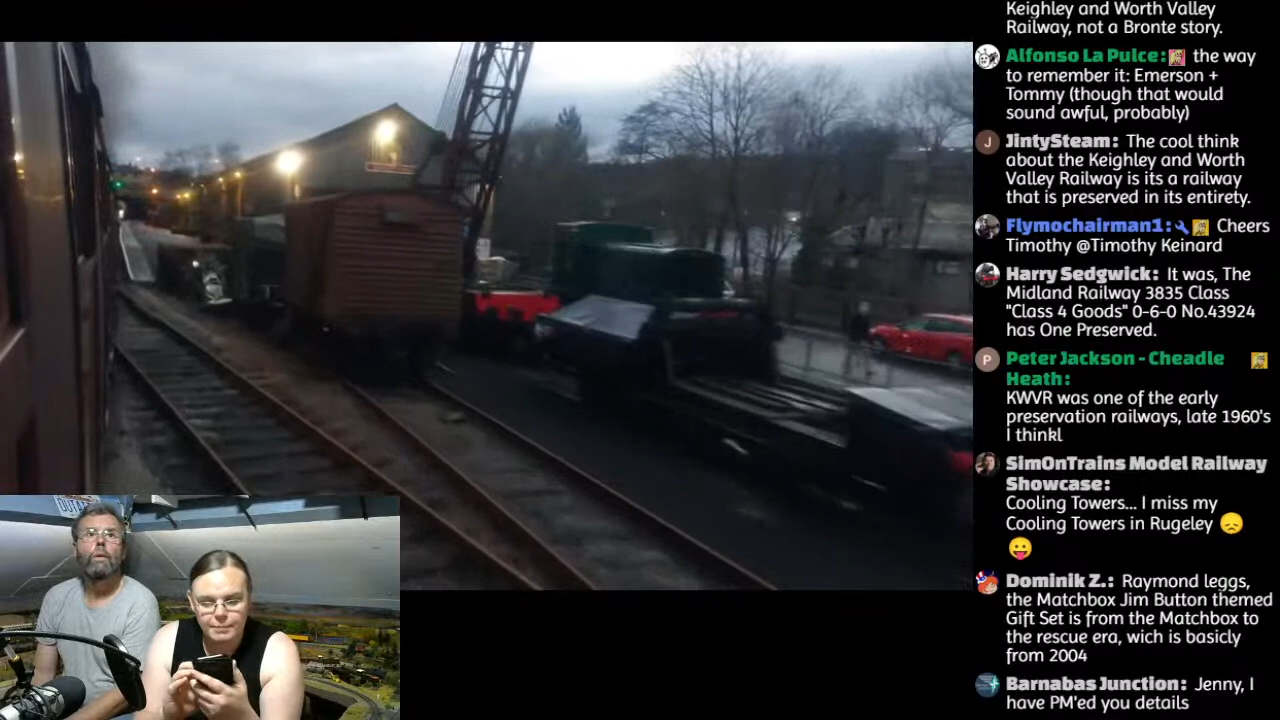 Keighley and Worth Valley
Railway, not a Bronte story.
Alfonso La Pulce: the way
to remember it: Emerson +
Tommy (though that would
sound awful, probably)
J
JintySteam: The cool think
about the Keighley and Worth
Valley Railway is its a railway
that is preserved in its entirety.
Flymochairman1: Cheers
Timothy @Timothy Keinard
Harry Sedgwick: It was, The
Midland Railway 3835 Class
"Class 4 Goods" 0-6-0 No.43924
has One Preserved.
P
Peter Jackson - Cheadle
Heath:
KWVR was one of the early
preservation railways, late 1960's
I thinkl
SimOnTrains Model Railway
Showcase:
Cooling Towers... I miss my
Cooling Towers in Rugeley 😞
😛
Dominik Z.: Raymond leggs,
the Matchbox Jim Button themed
Gift Set is from the Matchbox to
the rescue era, wich is basicly
from 2004
Barnabas Junction: Jenny, I
have PM'ed you details